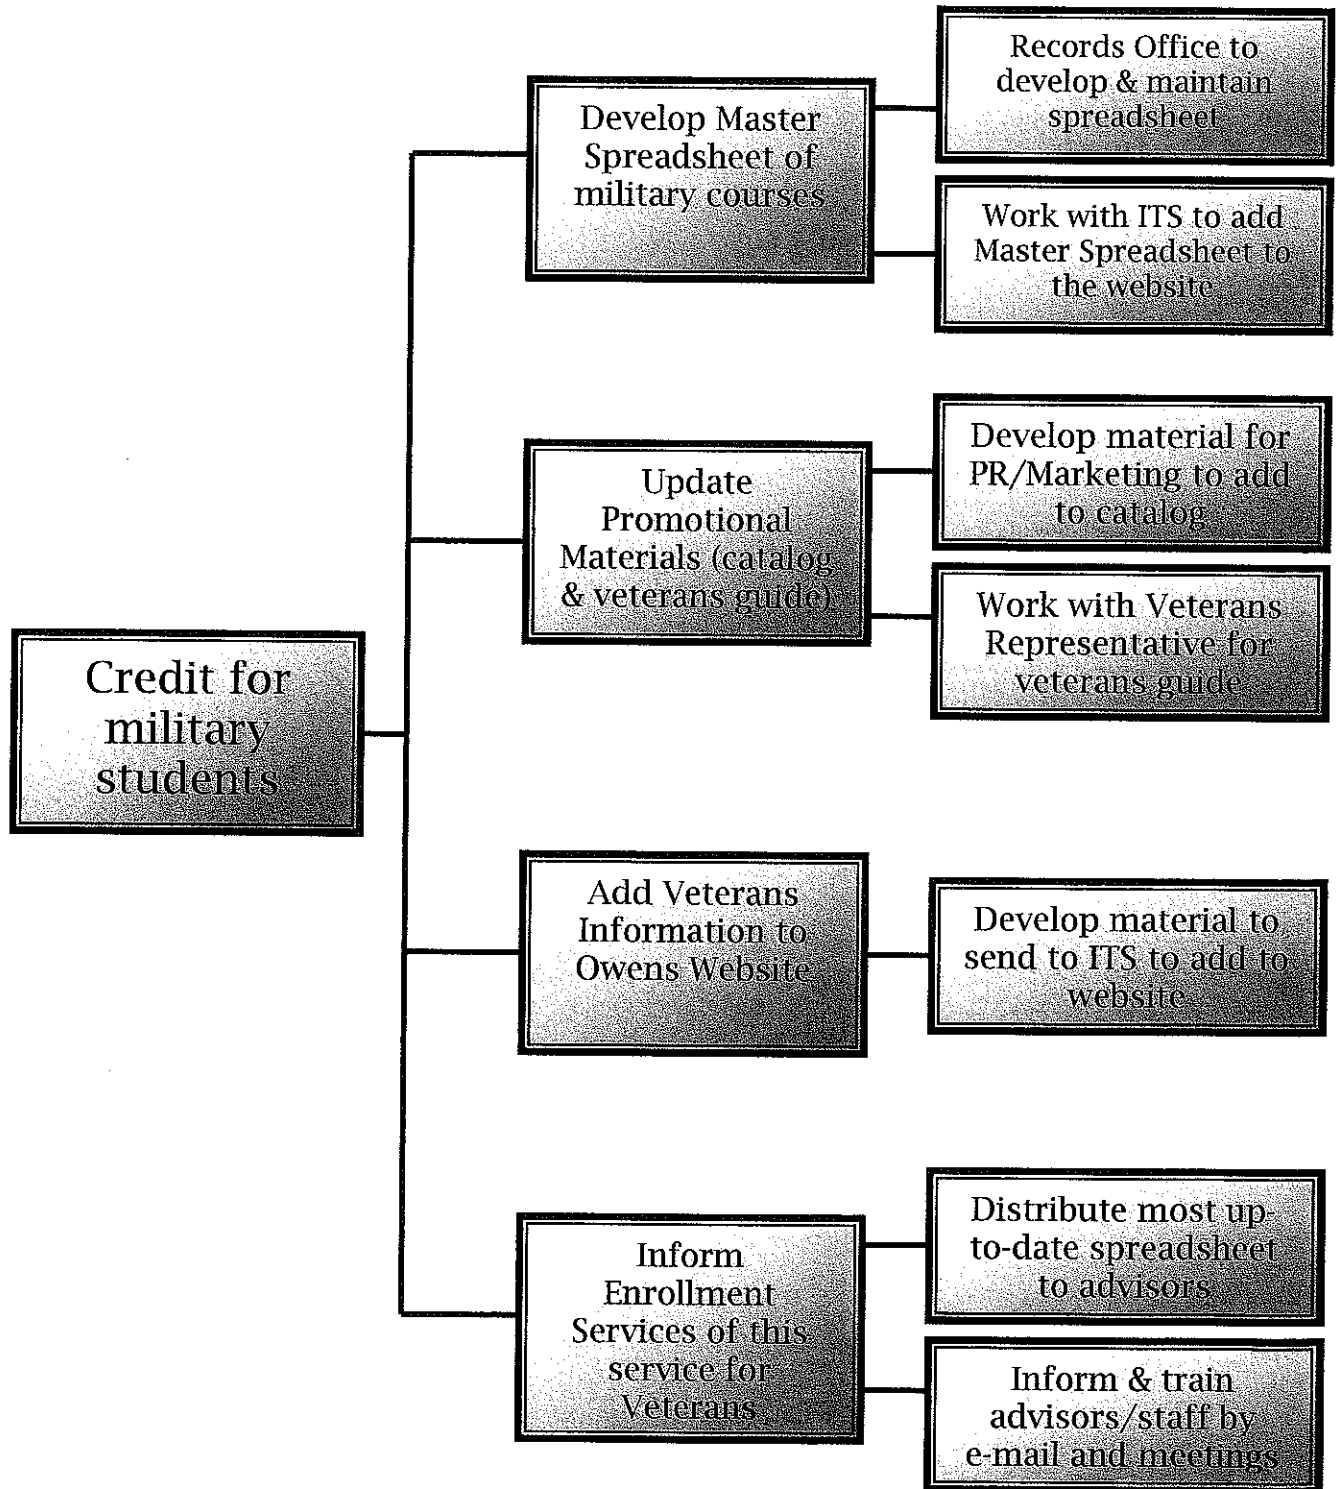 Credit for
military
students
Develop Master
Spreadsheet of
military courses
Records Office to
develop & maintain
spreadsheet
Work with ITS to add
Master Spreadsheet to
the website
Update
Promotional
Materials (catalog
& veterans guide)
Develop material for
PR/Marketing to add
to catalog
Work with Veterans
Representative for
veterans guide
Add Veterans
Information to
Owens Website
Develop material to
send to ITS to add to
website
Inform
Enrollment
Services of this
service for
Veterans
Distribute most up-
to-date spreadsheet
to advisors
Inform & train
advisors/staff by
e-mail and meetings